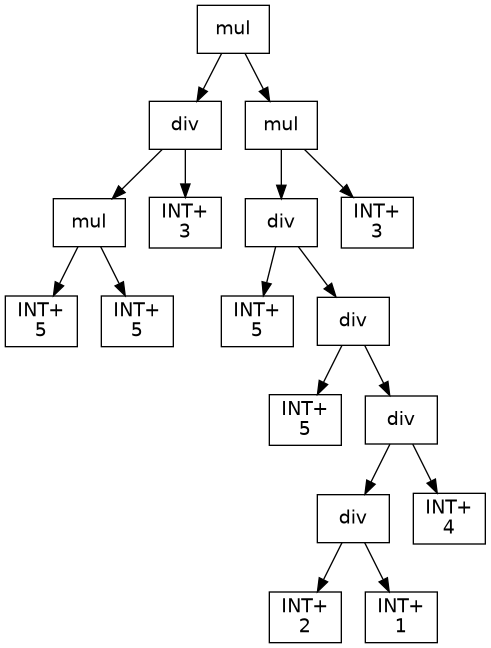 mul
div
mul
mul
INT+
3
div
INT+
3
INT+
5
INT+
5
INT+
5
div
INT+
5
div
div
INT+
4
INT+
2
INT+
1